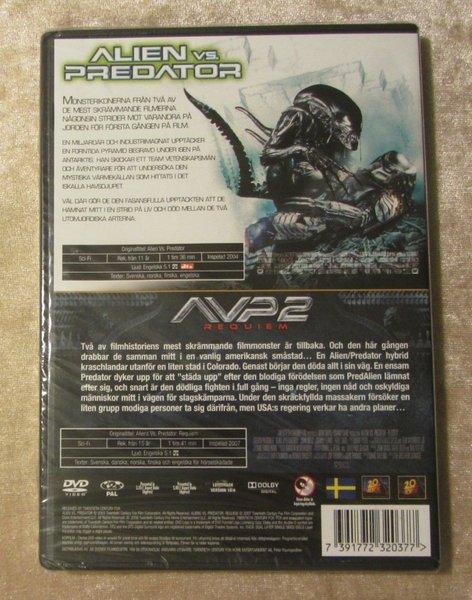 ALIEN VS.
PREDATOR
MONSTERIKONERNA FRÅN TVÅ AV
DE MEST SKRÄMMANDE FILMERNA
NÅGONSIN STRIDER MOT VARANDRA PÅ
JORDEN FÖR FÖRSTA GÅNGEN PÅ FILM.
EN MILJARDÄR OCH INDUSTRIMAGNAT UPPTÄCKER
EN FORNTIDA PYRAMID BEGRAVD UNDER ISEN PÅ
ANTARKTIS. HAN SKICKAR ETT TEAM VETENSKAPSMÄN
OCH ÄVENTYRARE FÖR ATT UNDERSÖKA DEN
MYSTISKA VÄRMEKÄLLAN SOM HITTATS I DET
ISKALLA HAVSDJUPET.
VÄL DÄR GÖR DE DEN FASANSFULLA UPPTÄCKTEN ATT DE
HAMNAT MITT I EN STRID PÅ LIV OCH DÖD MELLAN DE TVÅ
UTOMJORDISKA ARTERNA.
Originaltitel: Alien Vs. Predator
Sci-Fi Rek. från 11 år 1 tim 36 min Inspelad 2004
Ljud: Engelska 5.1 dts
Texter: Svenska, norska, finska, engelska
AVP2
REQUIEM
Två av filmhistoriens mest skrämmande filmmonster är tillbaka. Och den här gången
drabbar de samman mitt i en vanlig amerikansk småstad... En Alien/Predator hybrid
kraschlandar utanför en liten stad i Colorado. Genast börjar den döda allt i sin väg. En ensam
Predator dyker upp för att "städa upp" efter den blodiga förödelsen som PredAlien lämnat
efter sig, och snart är den dödliga fighten i full gång – inga regler, ingen nåd och oskyldiga
människor mitt i vägen för slagskämparna. Under den skräckfyllda massakern försöker en
liten grupp modiga personer ta sig därifrån, men USA:s regering verkar ha andra planer...
Originaltitel: Aliens Vs. Predator: Requiem
Sci-Fi Rek. från 15 år 1 tim 41 min Inspelad 2007
Ljud: Engelska 5.1
Texter: Svenska, danska, norska, finska och engelska för hörselskadade
DVD
VIDEO
PAL
DOLBY
DIGITAL
7 391772 320377